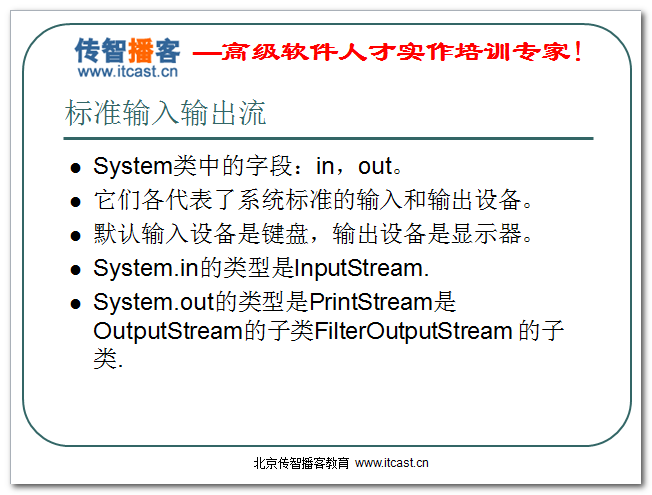 传智播客 —高级软件人才实作培训专家!
www.itcast.cn
标准输入输出流
● System类中的字段：in，out。
● 它们各代表了系统标准的输入和输出设备。
● 默认输入设备是键盘，输出设备是显示器。
● System.in的类型是InputStream.
● System.out的类型是PrintStream是
OutputStream的子类FilterOutputStream 的子
类.
北京传智播客教育 www.itcast.cn